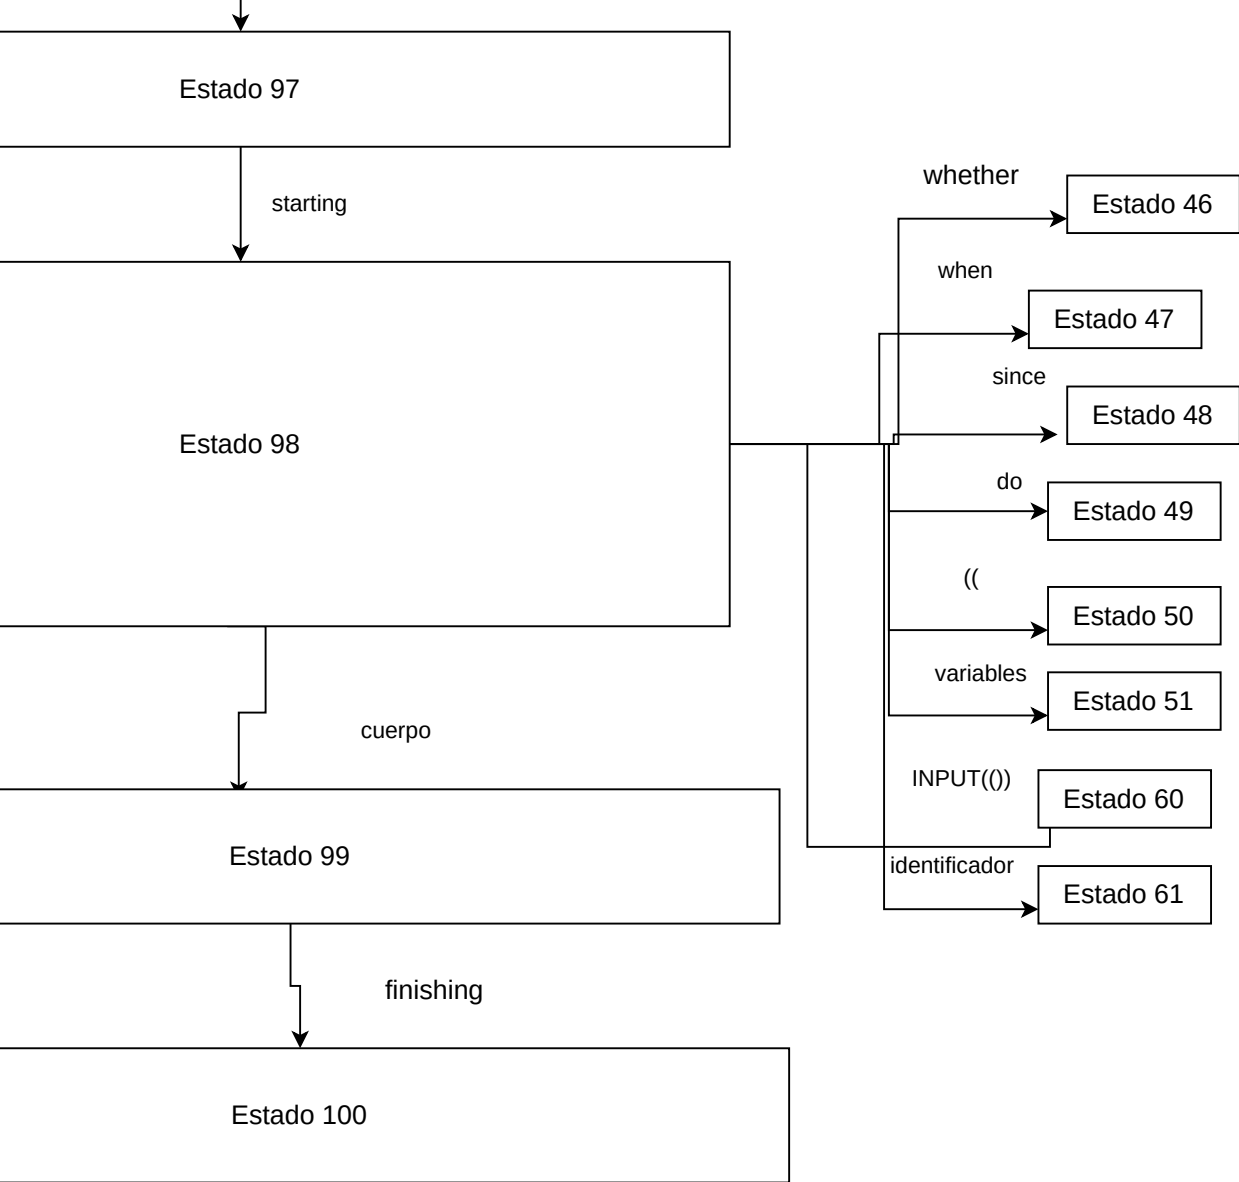 Estado 97
starting
whether
Estado 46
when
Estado 47
since
Estado 48
Estado 98
do
Estado 49
((
Estado 50
variables
Estado 51
cuerpo
INPUT(())
Estado 60
Estado 99
identificador
Estado 61
finishing
Estado 100